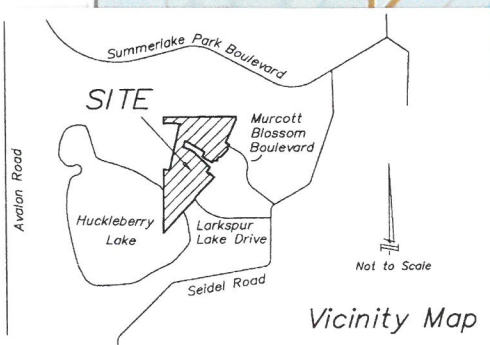 Summerlake Park Boulevard
SITE
Murcott
Blossom
Boulevard
Avalon Road
Huckleberry
Lake
Larkspur
Lake Drive
Seidel Road
Not to Scale
Vicinity Map